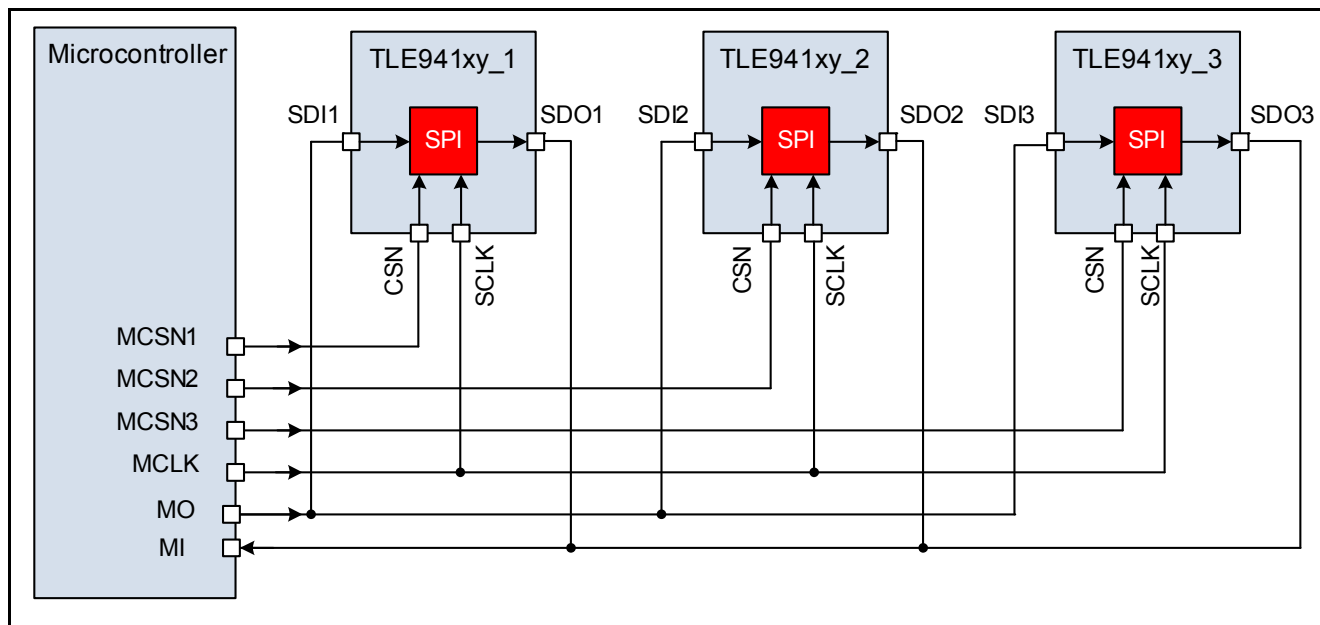 Microcontroller
TLE941xy_1
TLE941xy_2
TLE941xy_3
SDI1
SPI
SDO1
SDI2
SPI
SDO2
SDI3
SPI
SDO3
CSN
SCLK
CSN
SCLK
CSN
SCLK
MCSN1
MCSN2
MCSN3
MCLK
MO
MI